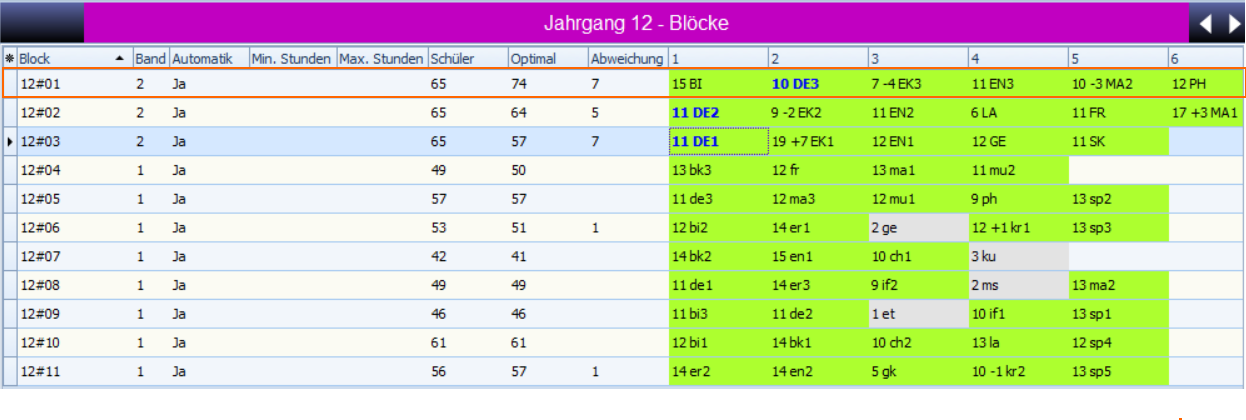 Jahrgang 12 - Blöcke
Block Band Automatik Min. Stunden Max. Stunden Schüler Optimal Abweichung 1 2 3 4 5 6
12#01 2 Ja 65 74 7 15 BI 10 DE3 7 -4 EK3 11 EN3 10 -3 MA2 12 PH
12#02 2 Ja 65 64 5 11 DE2 9 -2 EK2 11 EN2 6 LA 11 FR 17 +3 MA1
12#03 2 Ja 65 57 7 11 DE1 19 +7 EK1 12 EN1 12 GE 11 SK
12#04 1 Ja 49 50 13 bk3 12 fr 13 ma1 11 mu2
12#05 1 Ja 57 57 11 de3 12 ma3 12 mu1 9 ph 13 sp2
12#06 1 Ja 53 51 1 12 bi2 14 er1 2 ge 12 +1 kr1 13 sp3
12#07 1 Ja 42 41 14 bk2 15 en1 10 ch1 3 ku
12#08 1 Ja 49 49 11 de1 14 er3 9 if2 2 ms 13 ma2
12#09 1 Ja 46 46 11 bi3 11 de2 1 et 10 if1 13 sp1
12#10 1 Ja 61 61 12 bi1 14 bk1 10 ch2 13 la 12 sp4
12#11 1 Ja 56 57 1 14 er2 14 en2 5 gk 10 -1 kr2 13 sp5